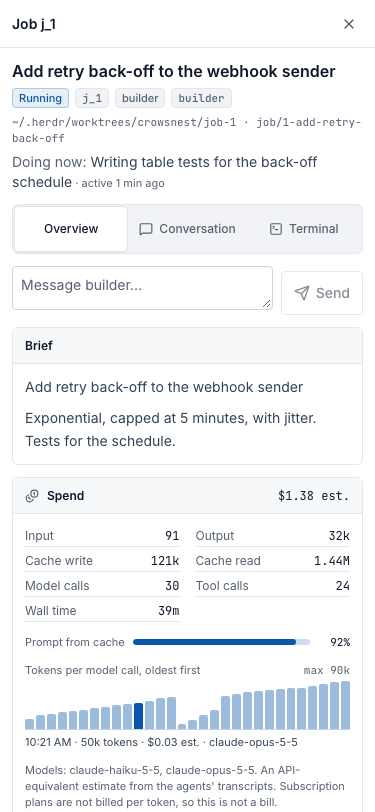 Job j_1
Add retry back-off to the webhook sender
Running j_1 builder builder
~/.herdr/worktrees/crowsnest/job-1 · job/1-add-retry-
back-off
Doing now: Writing table tests for the back-off
schedule · active 1 min ago
Overview Conversation Terminal
Message builder...
Send
Brief
Add retry back-off to the webhook sender
Exponential, capped at 5 minutes, with jitter.
Tests for the schedule.
Spend $1.38 est.
Input 91 Output 32k
Cache write 121k Cache read 1.44M
Model calls 30 Tool calls 24
Wall time 39m
Prompt from cache 92%
Tokens per model call, oldest first max 90k
10:21 AM · 50k tokens · $0.03 est. · claude-opus-5-5
Models: claude-haiku-5-5, claude-opus-5-5. An API-
equivalent estimate from the agents' transcripts. Subscription
plans are not billed per token, so this is not a bill.